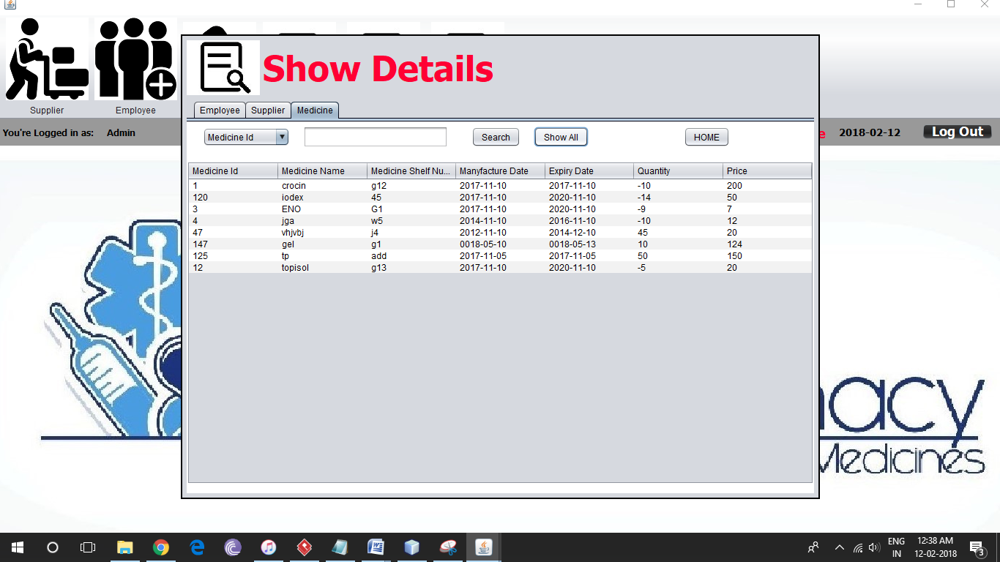 Show Details
Supplier Employee
Employee Supplier Medicine
You're Logged in as: Admin
Medicine Id Search Show All HOME
e 2018-02-12 Log Out
Medicine Id Medicine Name Medicine Shelf Nu... Manyfacture Date Expiry Date Quantity Price
1 crocin g12 2017-11-10 2017-11-10 -10 200
120 iodex 45 2017-11-10 2020-11-10 -14 50
3 ENO G1 2017-11-10 2020-11-10 -9 7
4 jga w5 2014-11-10 2016-11-10 -10 12
47 vhjvbj j4 2012-11-10 2014-12-10 45 20
147 gel g1 0018-05-10 0018-05-13 10 124
125 tp add 2017-11-05 2017-11-05 50 150
12 topisol g13 2017-11-10 2020-11-10 -5 20
macy
Medicines
ENG 12:38 AM
IN 12-02-2018 3